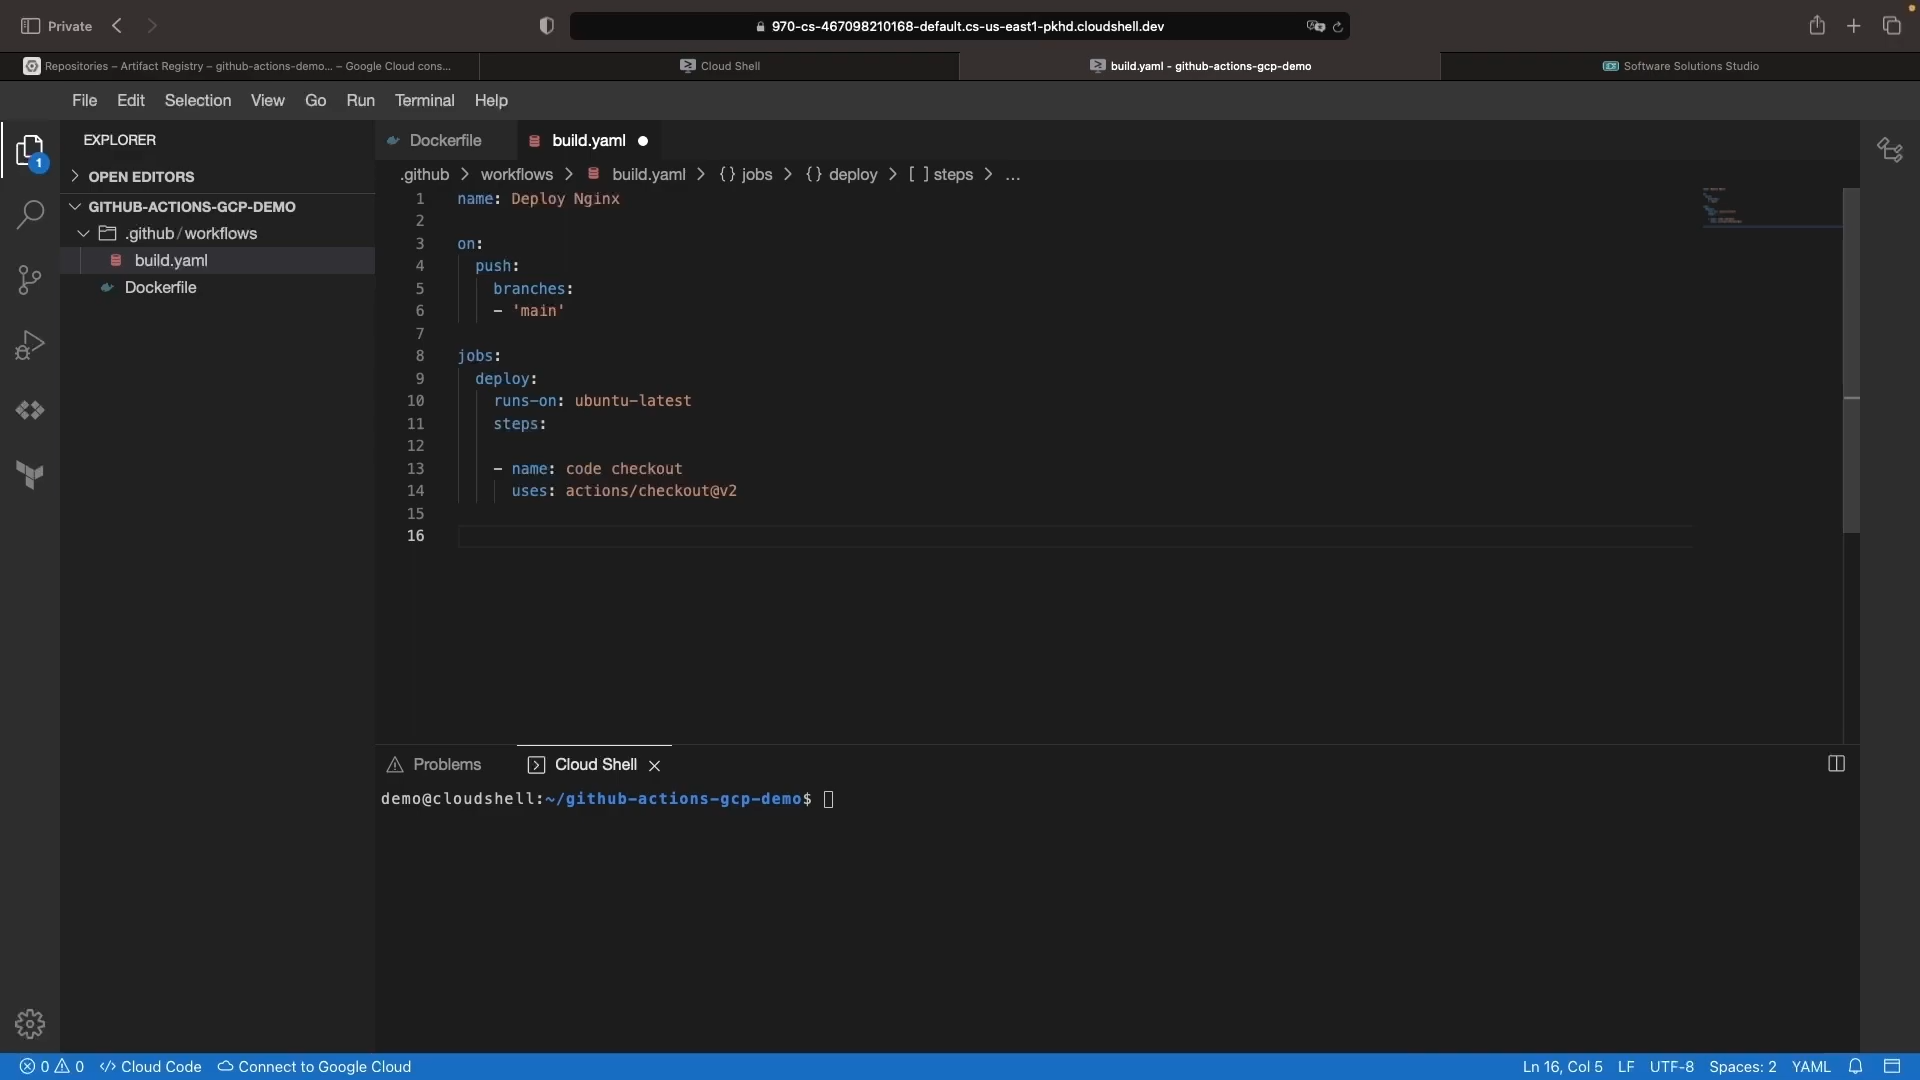 Private
970-cs-467098210168-default.cs-us-east1-pkhd.cloudshell.dev
Repositories – Artifact Registry – github-actions-demo... – Google Cloud cons...
Cloud Shell
build.yaml - github-actions-gcp-demo
Software Solutions Studio
File Edit Selection View Go Run Terminal Help
EXPLORER
OPEN EDITORS
GITHUB-ACTIONS-GCP-DEMO
.github / workflows
build.yaml
Dockerfile
1
Dockerfile
build.yaml
.github > workflows > build.yaml > {} jobs > {} deploy > [ ] steps > ...
1 name: Deploy Nginx
2
3 on:
4 push:
5 branches:
6 - 'main'
7
8 jobs:
9 deploy:
10 runs-on: ubuntu-latest
11 steps:
12
13 - name: code checkout
14 uses: actions/checkout@v2
15
16
Problems
Cloud Shell
demo@cloudshell:~/github-actions-gcp-demo$
0 0 </> Cloud Code Connect to Google Cloud
Ln 16, Col 5 LF UTF-8 Spaces: 2 YAML